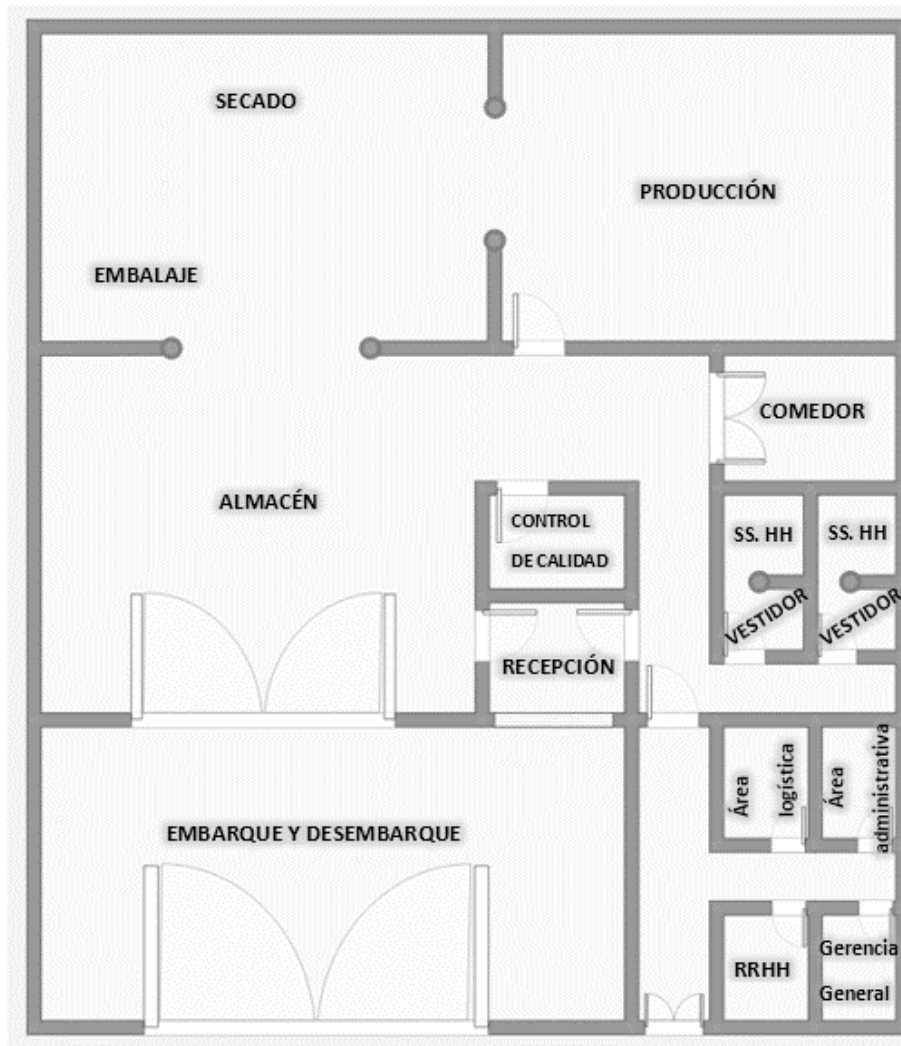 SECADO
PRODUCCIÓN
EMBALAJE
COMEDOR
ALMACÉN
CONTROL
DE CALIDAD
SS. HH
SS. HH
VESTIDOR
VESTIDOR
RECEPCIÓN
Área
logística
Área
administrativa
EMBARQUE Y DESEMBARQUE
RRHH
Gerencia
General